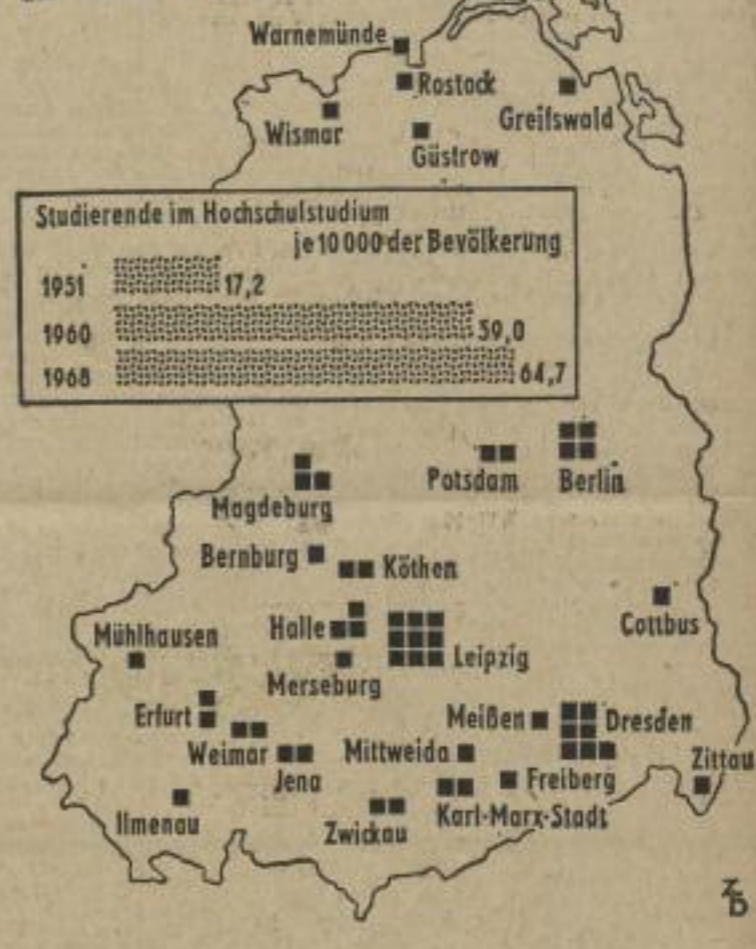 Warnemünde
Rostock
Greifswald
Wismar
Güstrow
Studierende im Hochschulstudium
je 10 000 der Bevölkerung
1951 17,2
1960 59,0
1968 64,7
Potsdam
Berlin
Magdeburg
Bernburg
Köthen
Cottbus
Mühlhausen
Halle
Leipzig
Merseburg
Erfurt
Meißen
Dresden
Weimar
Mittweida
Zittau
Jena
Freiberg
Ilmenau
Zwickau
Karl-Marx-Stadt